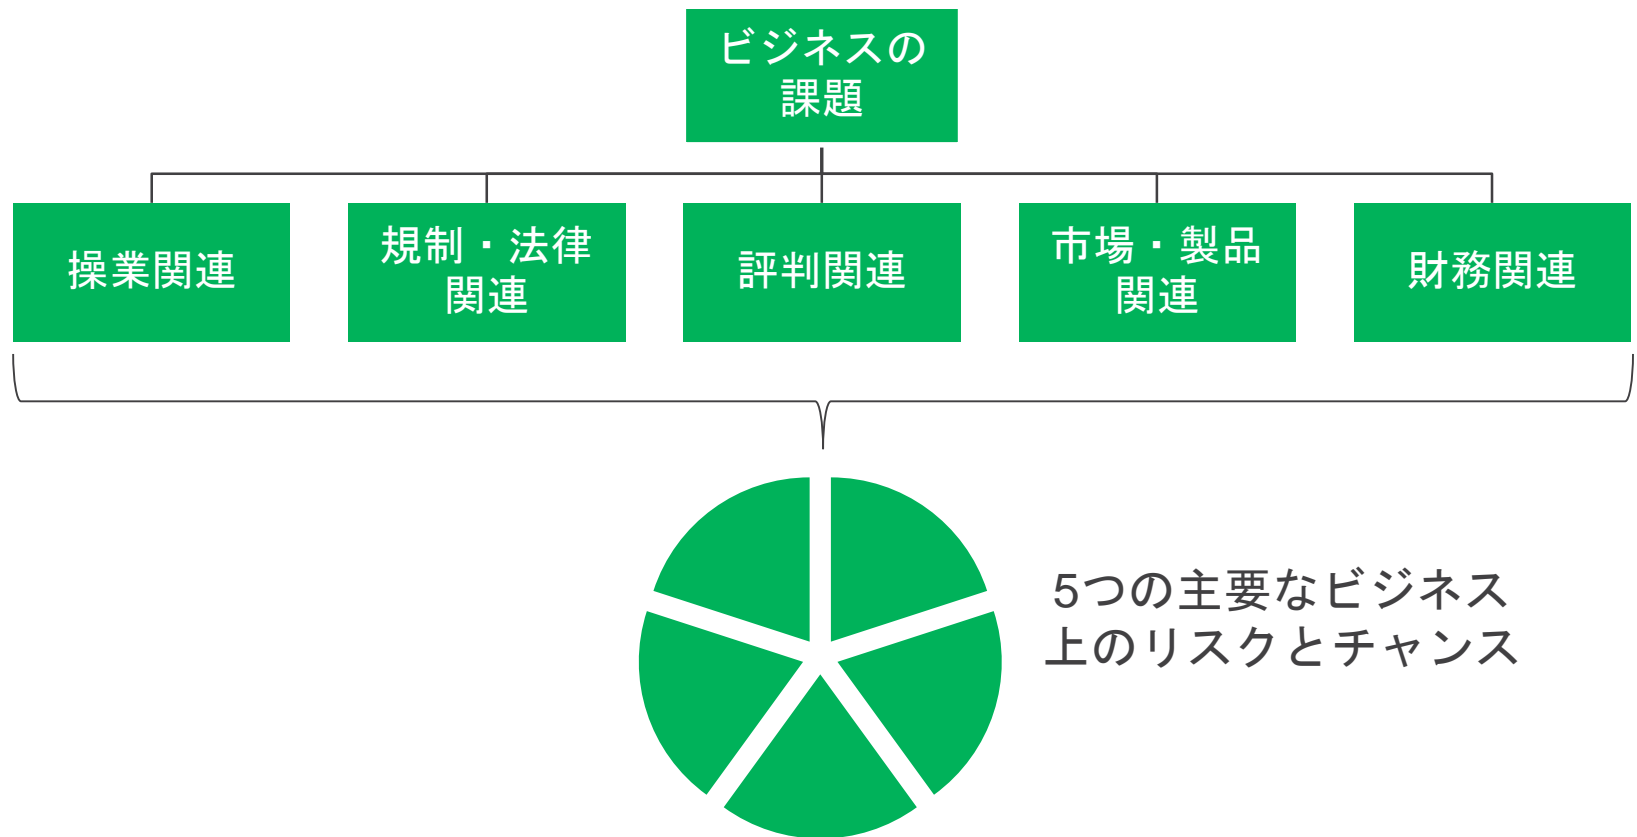 ビジネスの
課題
操業関連
規制・法律
関連
評判関連
市場・製品
関連
財務関連
5つの主要なビジネス
上のリスクとチャンス